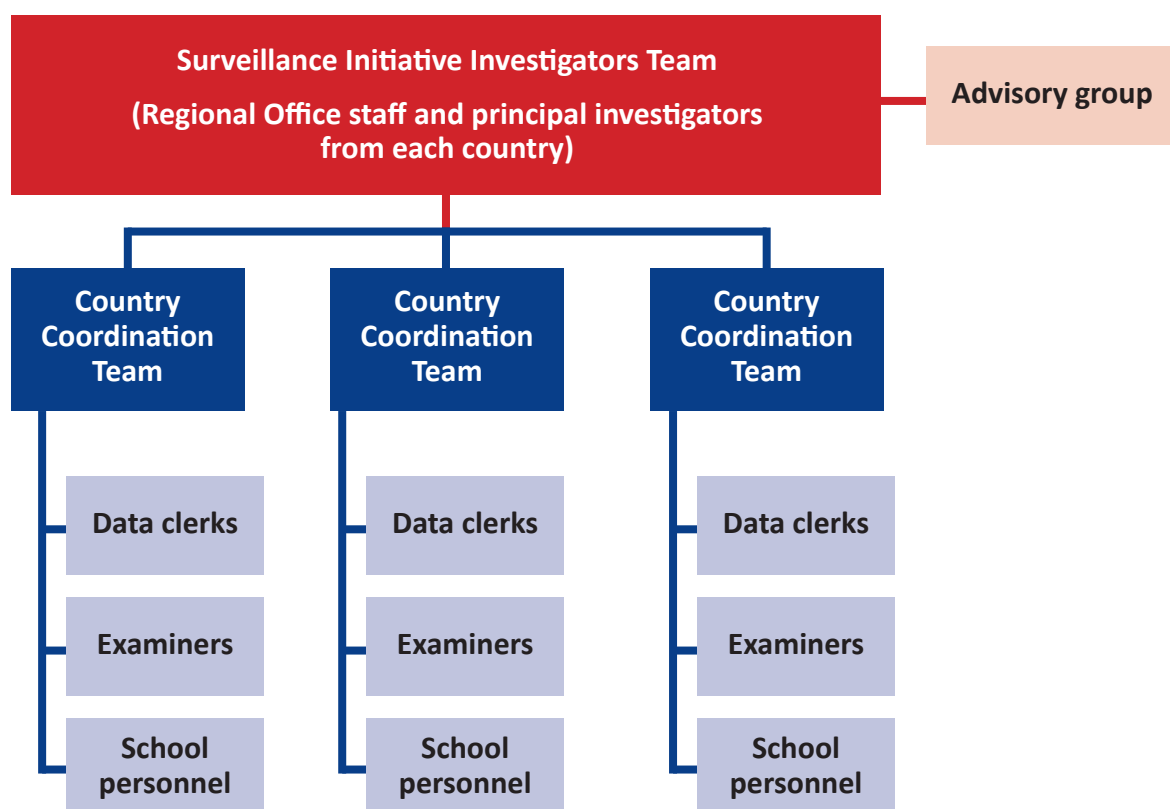 Surveillance Initiative Investigators Team
(Regional Office staff and principal investigators
from each country)
Advisory group
Country
Coordination
Team
Country
Coordination
Team
Country
Coordination
Team
Data clerks
Data clerks
Data clerks
Examiners
Examiners
Examiners
School
personnel
School
personnel
School
personnel